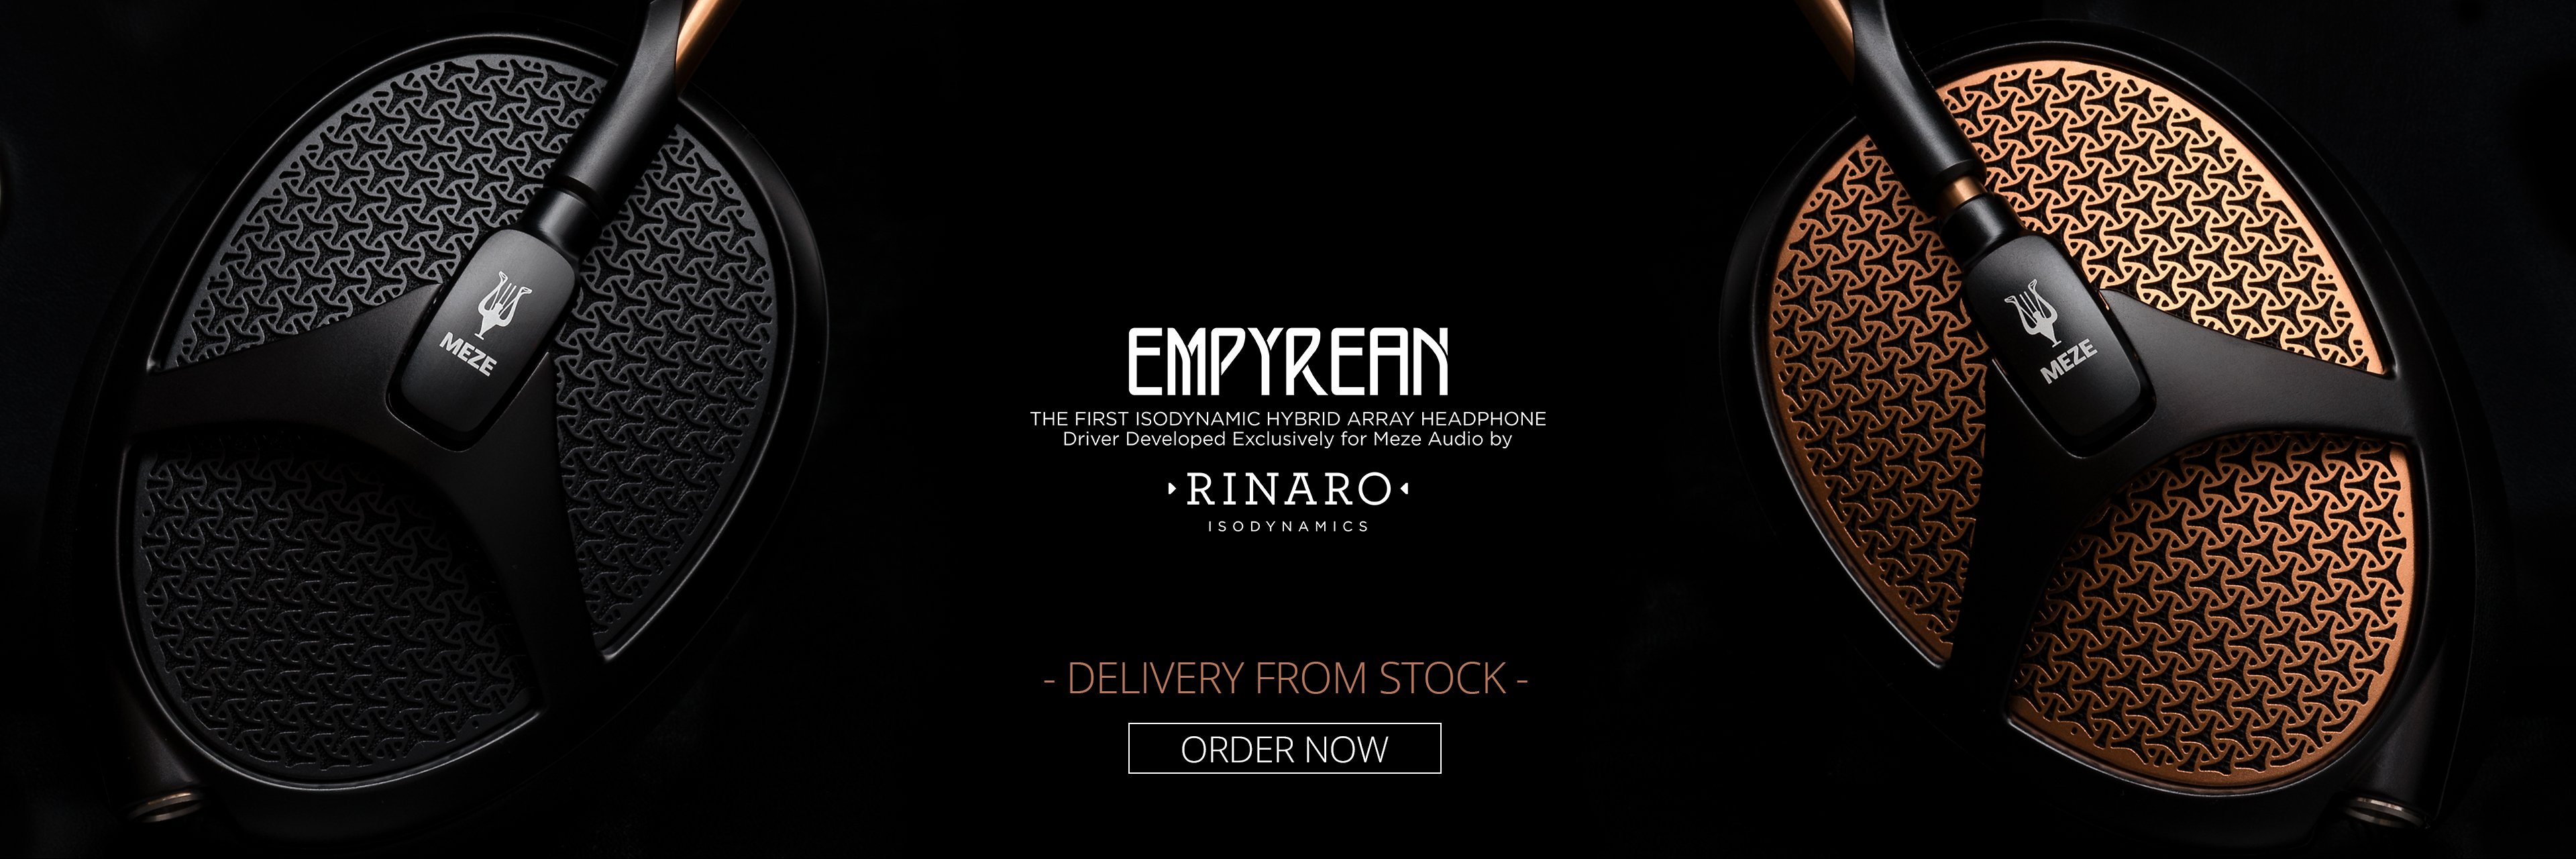 MEZE
EMPYREAN
THE FIRST ISODYNAMIC HYBRID ARRAY HEADPHONE
Driver Developed Exclusively for Meze Audio by
RINARO
ISODYNAMICS
- DELIVERY FROM STOCK -
ORDER NOW
MEZE